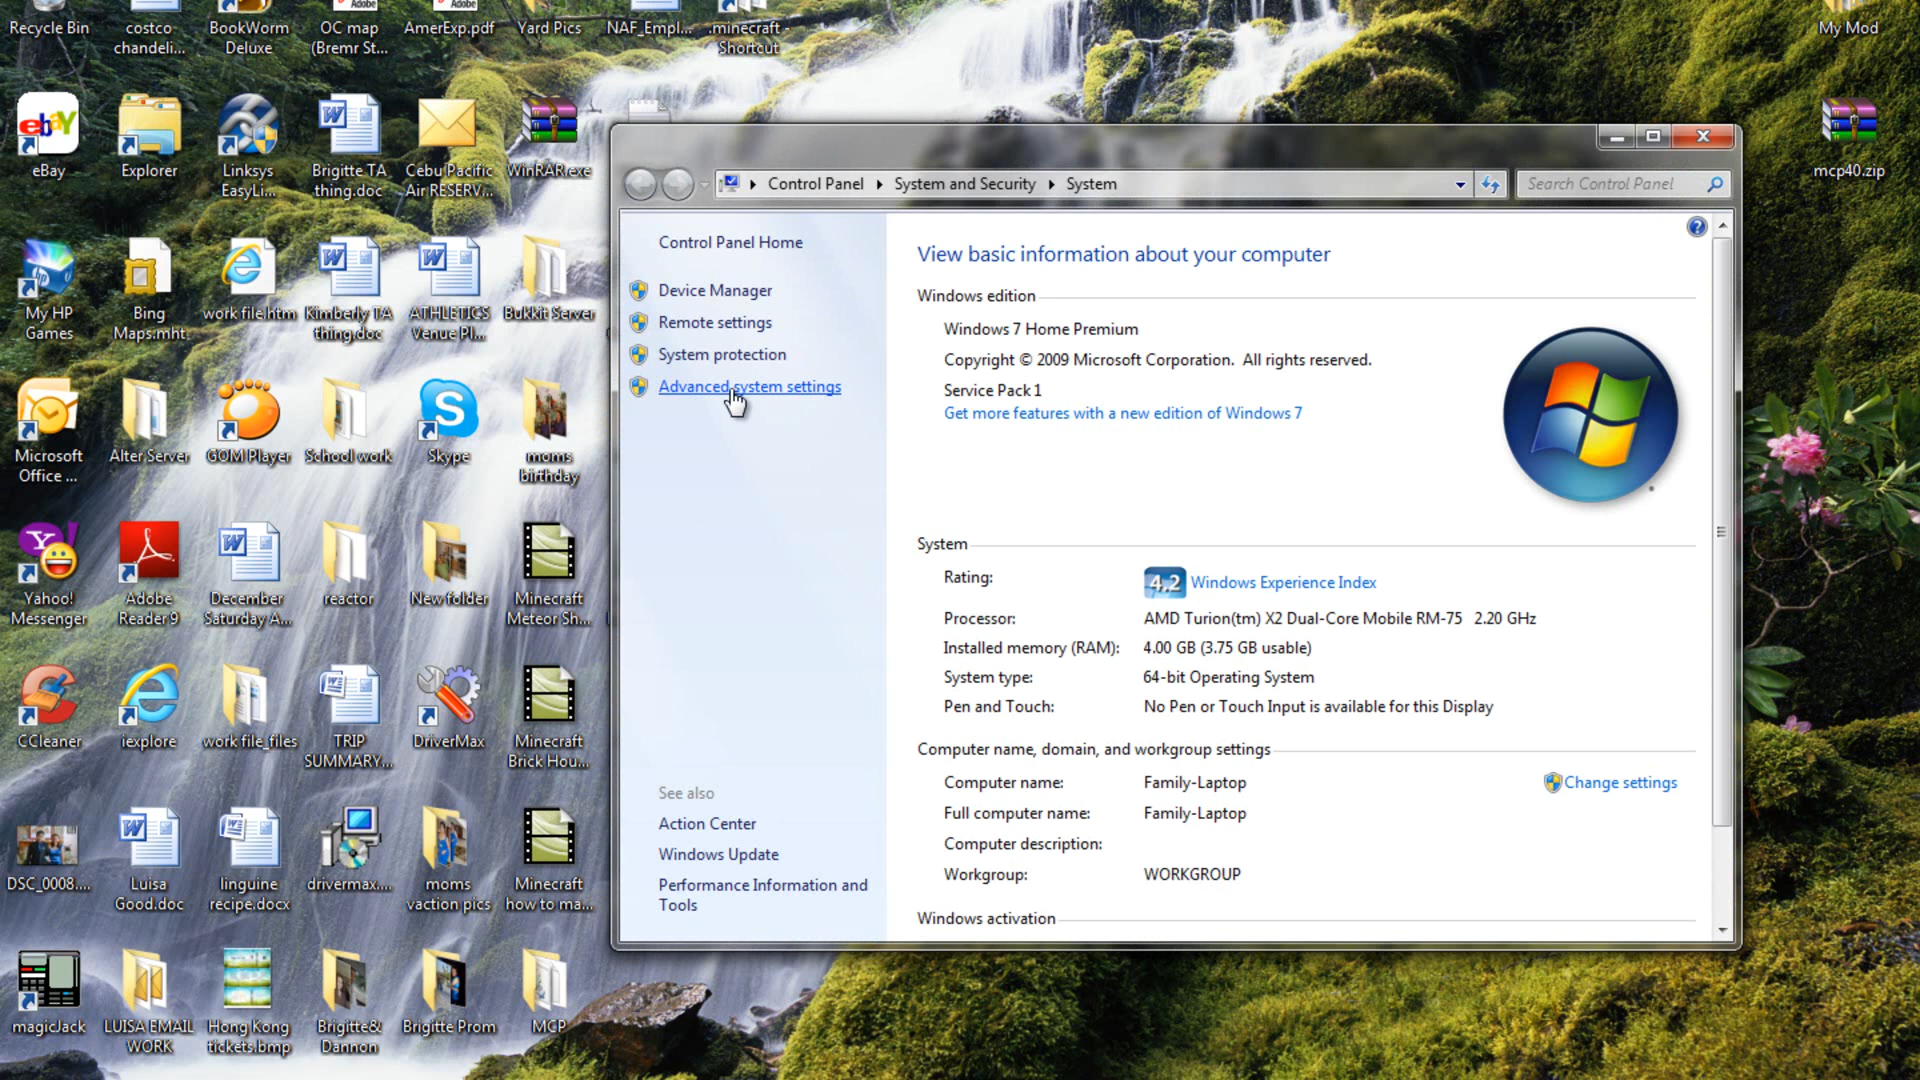 Recycle Bin
costco
chandeli...
BookWorm
Deluxe
Adobe
OC map
(Bremr St...
Adobe
AmerExp.pdf
Yard Pics
NAF_Empl...
.minecraft -
Shortcut
My Mod
ebay
eBay
Explorer
Linksys
EasyLi...
Brigitte TA
thing.doc
Cebu Pacific
Air RESERV...
WinRAR.exe
mcp40.zip
My HP
Games
Bing
Maps.mht
work file.htm
Kimberly TA
thing.doc
ATHLETICS
Venue Pl...
Bukkit Server
Microsoft
Office ...
Alter Server
GOM Player
School work
Skype
moms
birthday
Yahoo!
Messenger
Adobe
Reader 9
December
Saturday A...
reactor
New folder
Minecraft
Meteor Sh...
CCleaner
iexplore
work file_files
TRIP
SUMMARY...
DriverMax
Minecraft
Brick Hou...
DSC_0008....
Luisa
Good.doc
linguine
recipe.docx
drivermax....
moms
vaction pics
Minecraft
how to ma...
magicJack
LUISA EMAIL
WORK
Hong Kong
tickets.bmp
Brigitte&
Dannon
Brigitte Prom
MCP
Control Panel
System and Security
System
Search Control Panel
Control Panel Home
Device Manager
Remote settings
System protection
Advanced system settings
See also
Action Center
Windows Update
Performance Information and
Tools
View basic information about your computer
Windows edition
Windows 7 Home Premium
Copyright © 2009 Microsoft Corporation. All rights reserved.
Service Pack 1
Get more features with a new edition of Windows 7
System
Rating: 4.2 Windows Experience Index
Processor: AMD Turion(tm) X2 Dual-Core Mobile RM-75 2.20 GHz
Installed memory (RAM): 4.00 GB (3.75 GB usable)
System type: 64-bit Operating System
Pen and Touch: No Pen or Touch Input is available for this Display
Computer name, domain, and workgroup settings
Computer name: Family-Laptop Change settings
Full computer name: Family-Laptop
Computer description:
Workgroup: WORKGROUP
Windows activation